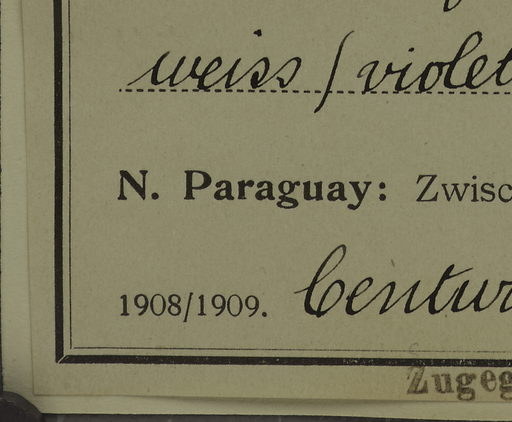 weiss / violet
N. Paraguay: Zwisc
1908/1909. Centur
Zugeg